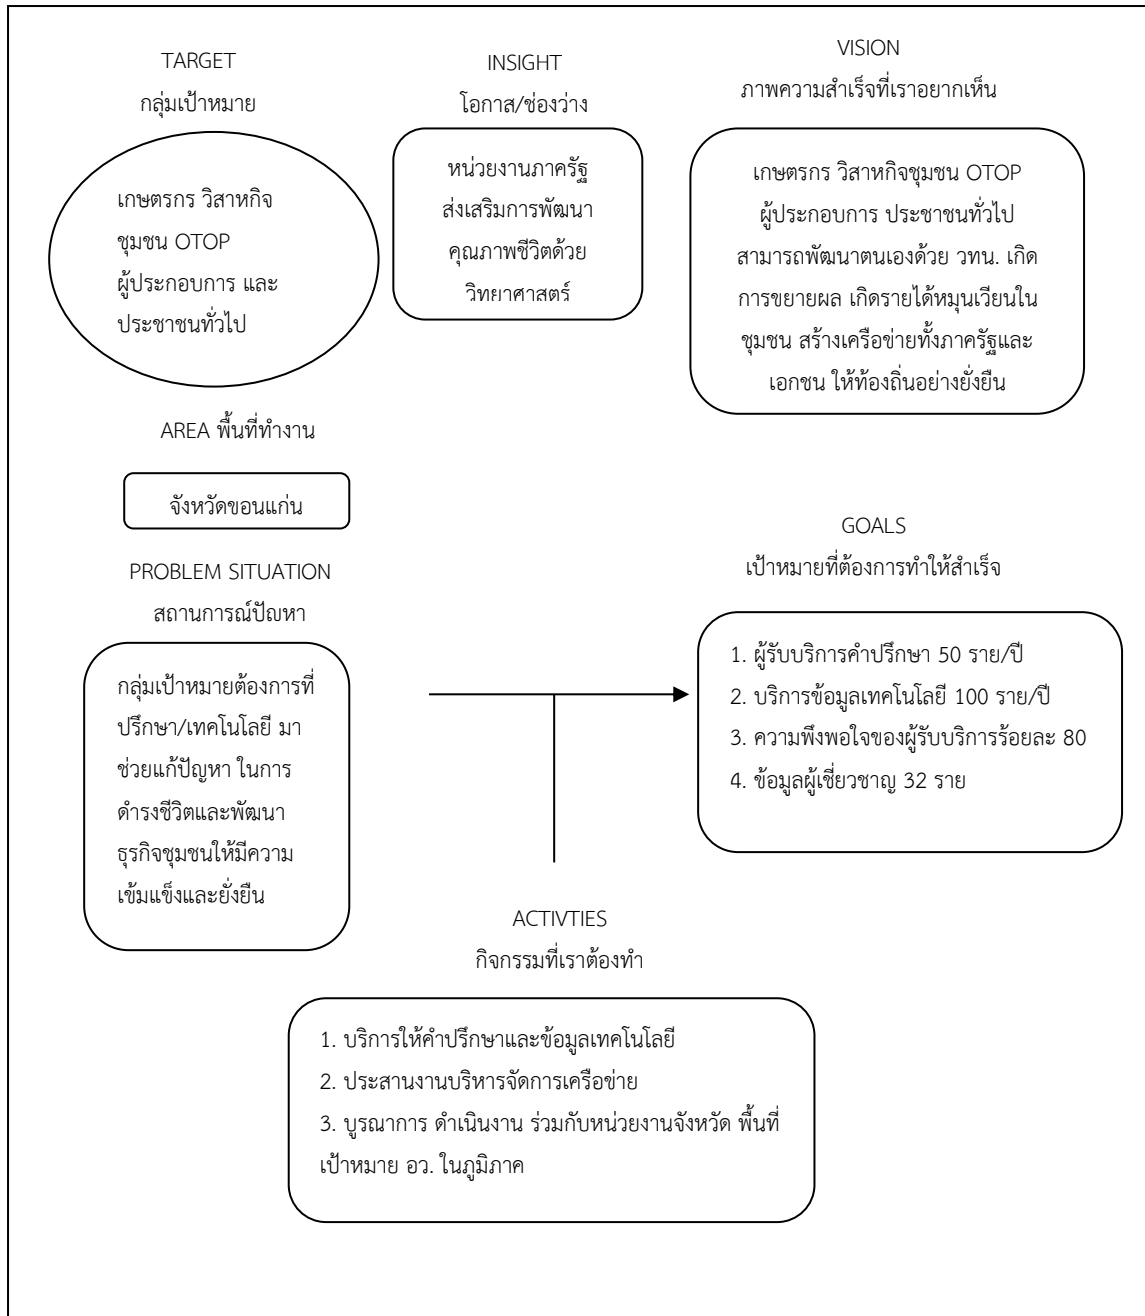 TARGET
กลุ่มเป้าหมาย
เกษตรกร วิสาหกิจ
ชุมชน OTOP
ผู้ประกอบการ และ
ประชาชนทั่วไป
INSIGHT
โอกาส/ช่องว่าง
หน่วยงานภาครัฐ
ส่งเสริมการพัฒนา
คุณภาพชีวิตด้วย
วิทยาศาสตร์
VISION
ภาพความสำเร็จที่เราอยากเห็น
เกษตรกร วิสาหกิจชุมชน OTOP
ผู้ประกอบการ ประชาชนทั่วไป
สามารถพัฒนาตนเองด้วย วทน. เกิด
การขยายผล เกิดรายได้หมุนเวียนใน
ชุมชน สร้างเครือข่ายทั้งภาครัฐและ
เอกชน ให้ท้องถิ่นอย่างยั่งยืน
AREA พื้นที่ทำงาน
จังหวัดขอนแก่น
PROBLEM SITUATION
สถานการณ์ปัญหา
กลุ่มเป้าหมายต้องการที่
ปรึกษา/เทคโนโลยี มา
ช่วยแก้ปัญหา ในการ
ดำรงชีวิตและพัฒนา
ธุรกิจชุมชนให้มีความ
เข้มแข็งและยั่งยืน
GOALS
เป้าหมายที่ต้องการทำให้สำเร็จ
1. ผู้รับบริการคำปรึกษา 50 ราย/ปี
2. บริการข้อมูลเทคโนโลยี 100 ราย/ปี
3. ความพึงพอใจของผู้รับบริการร้อยละ 80
4. ข้อมูลผู้เชี่ยวชาญ 32 ราย
ACTIVTIES
กิจกรรมที่เราต้องทำ
1. บริการให้คำปรึกษาและข้อมูลเทคโนโลยี
2. ประสานงานบริหารจัดการเครือข่าย
3. บูรณาการ ดำเนินงาน ร่วมกับหน่วยงานจังหวัด พื้นที่
เป้าหมาย อว. ในภูมิภาค